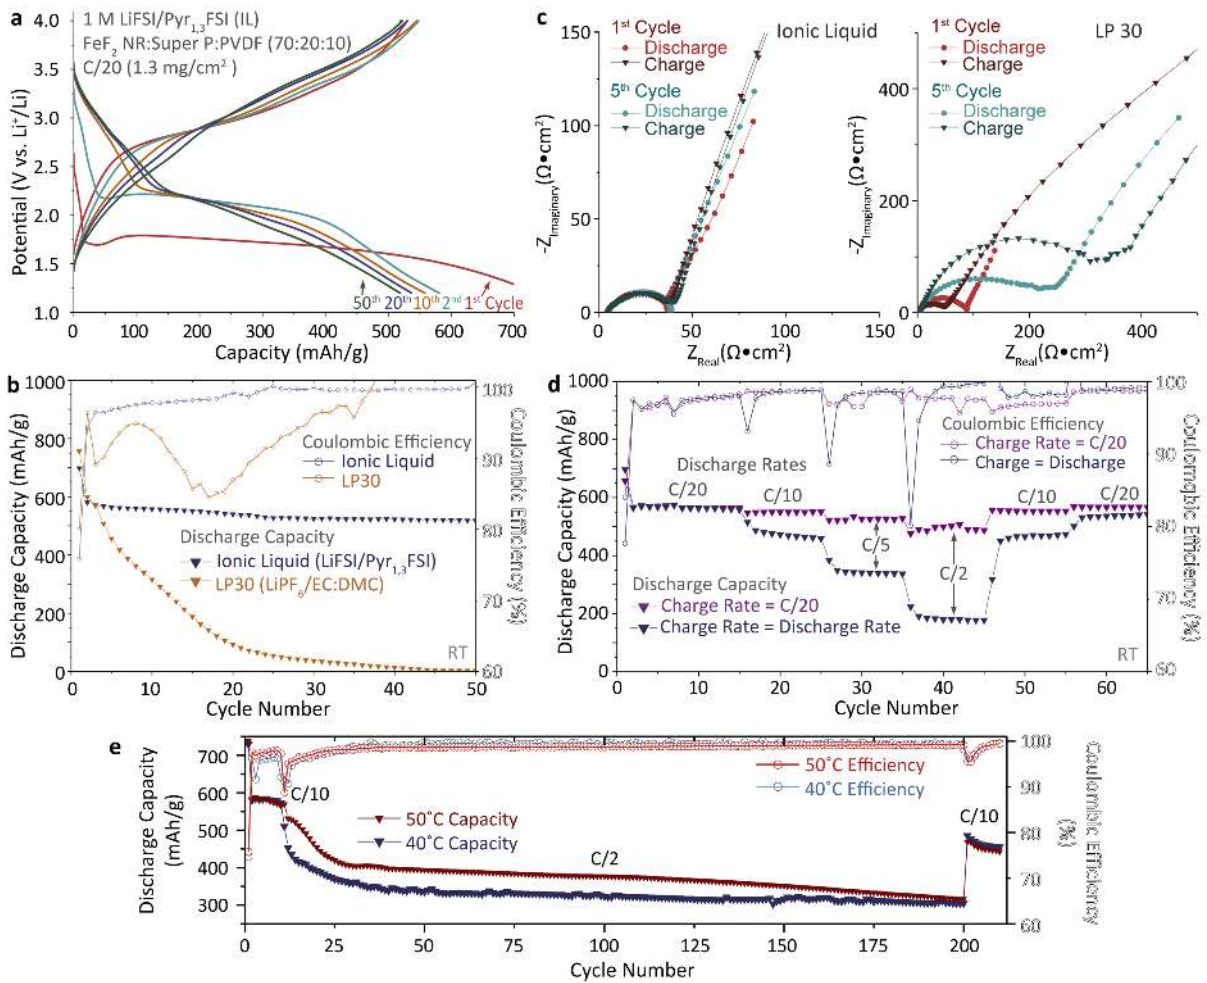 a
1 M LiFSI/Pyr1,3FSI (IL)
FeF2 NR:Super P:PVDF (70:20:10)
C/20 (1.3 mg/cm2 )
Potential (V vs. Li+/Li)
4.0
3.5
3.0
2.5
2.0
1.5
1.0
50th 20th 10th 2nd 1st Cycle
0 100 200 300 400 500 600 700
Capacity (mAh/g)
c
1st Cycle
Discharge
Charge
5th Cycle
Discharge
Charge
Ionic Liquid
-ZImaginary(Ω•cm2)
150
100
50
0
0 50 100 150
ZReal(Ω•cm2)
1st Cycle
Discharge
Charge
5th Cycle
Discharge
Charge
LP 30
-ZImaginary(Ω•cm2)
400
200
0
0 200 400
ZReal(Ω•cm2)
b
Discharge Capacity (mAh/g)
1000
800
600
400
200
0
Coulombic Efficiency
Ionic Liquid
LP30
Discharge Capacity
Ionic Liquid (LiFSI/Pyr1,3FSI)
LP30 (LiPF6/EC:DMC)
RT
100
90
80
70
60
Coulombic Efficiency
(%)
0 10 20 30 40 50
Cycle Number
d
Discharge Capacity (mAh/g)
1000
800
600
400
200
0
Coulombic Efficiency
Charge Rate = C/20
Charge = Discharge
Discharge Rates
C/20
C/10
C/5
C/2
C/10
C/20
Discharge Capacity
Charge Rate = C/20
Charge Rate = Discharge Rate
RT
100
90
80
70
60
Coulomqbic Efficiency
(%)
0 10 20 30 40 50 60
Cycle Number
e
Discharge Capacity
mAh/g)
700
600
500
400
300
C/10
50˚C Capacity
40˚C Capacity
C/2
50˚C Efficiency
40˚C Efficiency
C/10
100
90
80
70
60
Coulombic Efficiency
(%)
0 25 50 75 100 125 150 175 200
Cycle Number